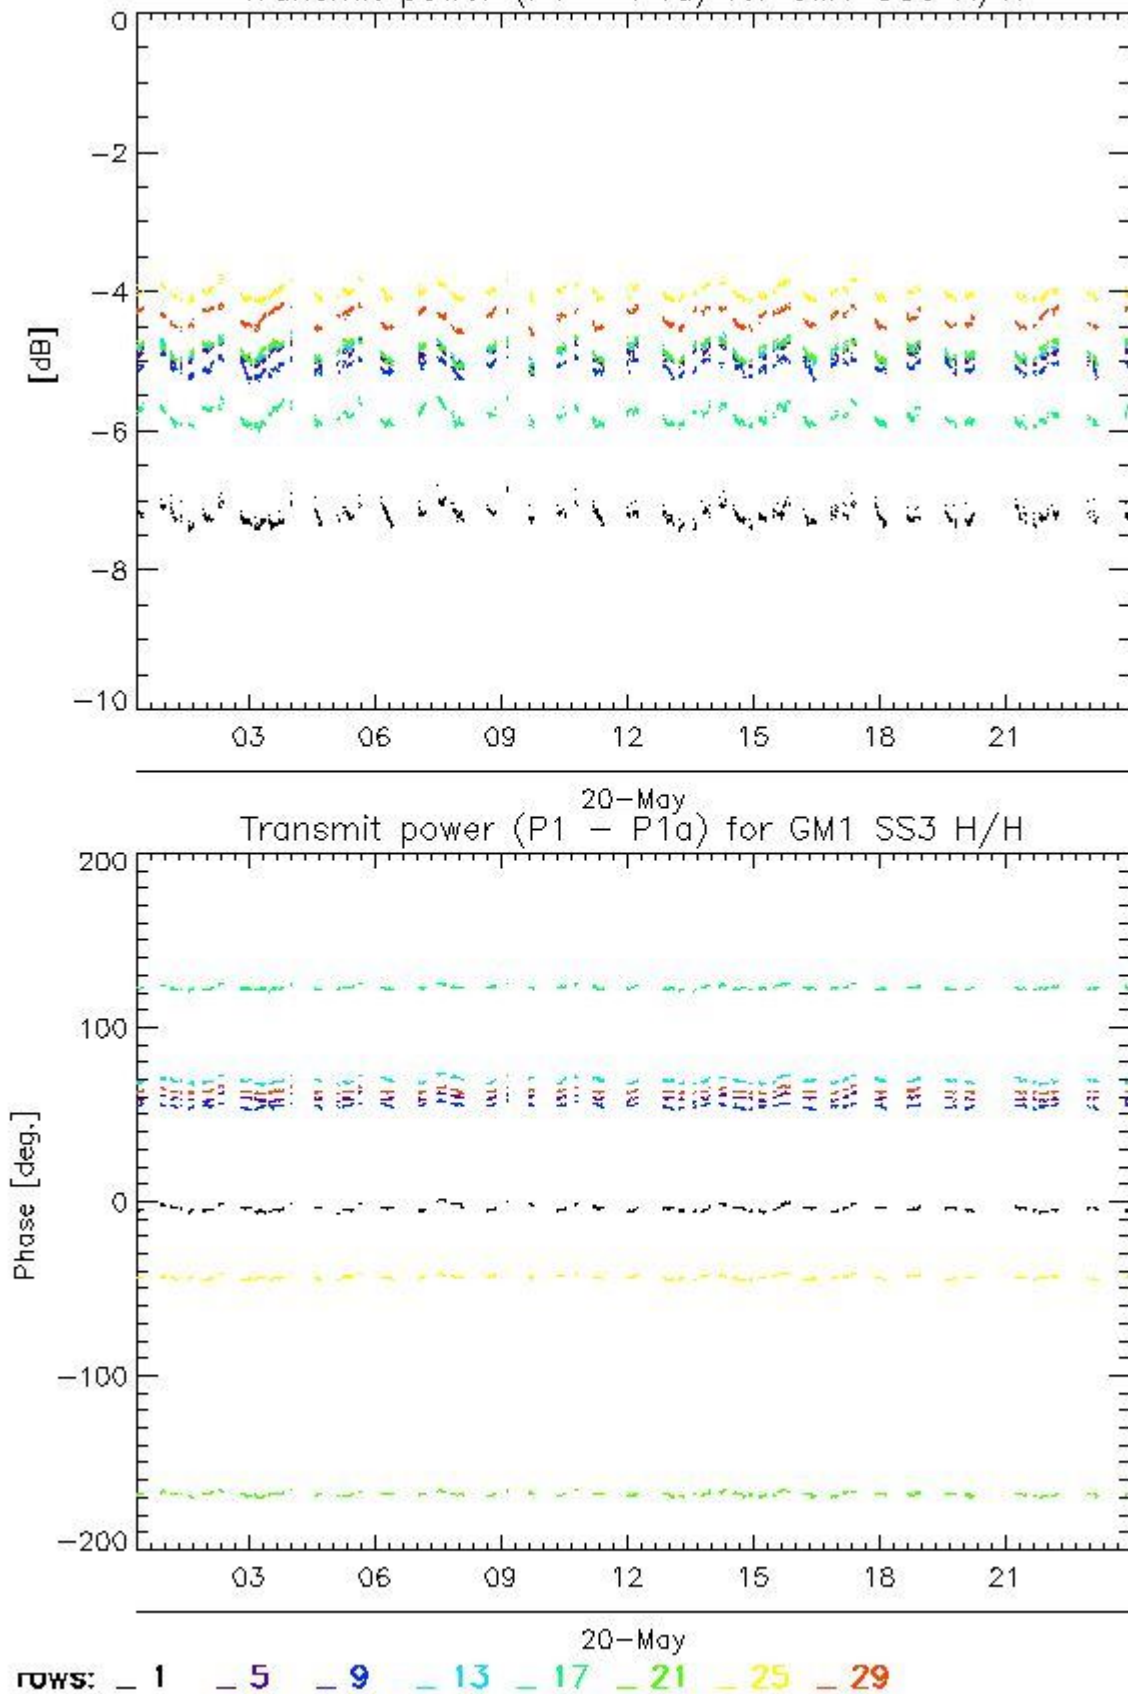 0
-2
-4
[dB]
-6
-8
-10
03 06 09 12 15 18 21
20-May
Transmit power (P1 - P1a) for GM1 SS3 H/H
200
100
Phase [deg.]
0
-100
-200
03 06 09 12 15 18 21
20-May
rows: _ 1 _ 5 _ 9 _ 13 _ 17 _ 21 _ 25 _ 29